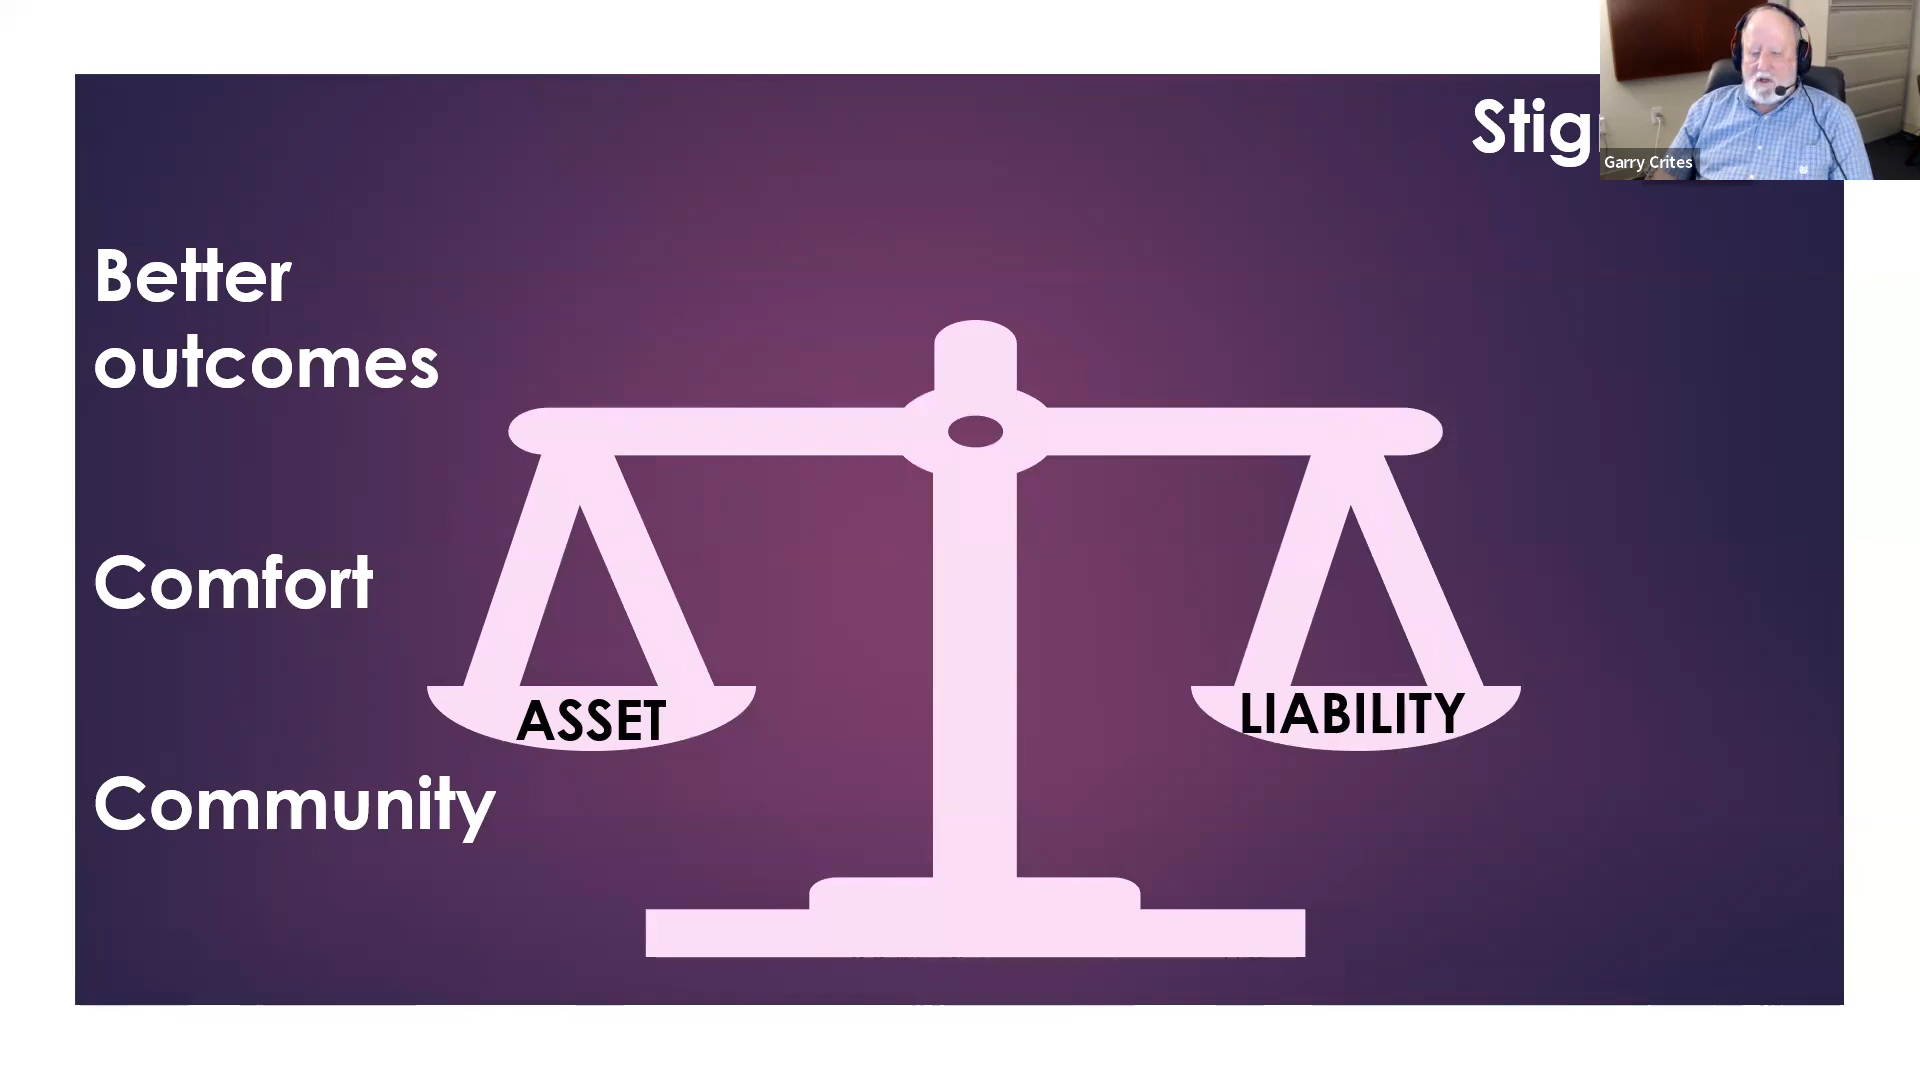 Stig
Garry Crites
Better
outcomes
Comfort
ASSET
LIABILITY
Community